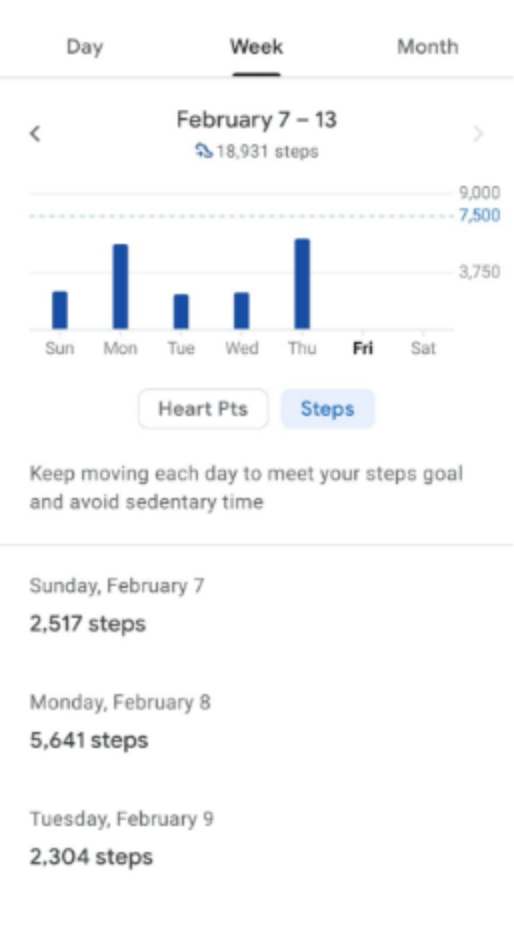 Day Week Month
February 7 – 13
18,931 steps
9,000
7,500
3,750
Sun Mon Tue Wed Thu Fri Sat
Heart Pts Steps
Keep moving each day to meet your steps goal
and avoid sedentary time
Sunday, February 7
2,517 steps
Monday, February 8
5,641 steps
Tuesday, February 9
2,304 steps